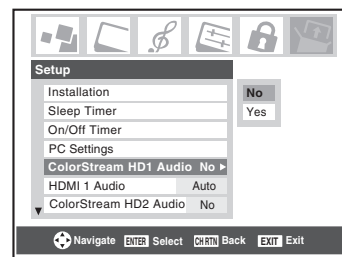 Setup
Installation
Sleep Timer
On/Off Timer
PC Settings
ColorStream HD1 Audio No
HDMI 1 Audio Auto
ColorStream HD2 Audio No
No
Yes
Navigate ENTER Select CH RTN Back EXIT Exit